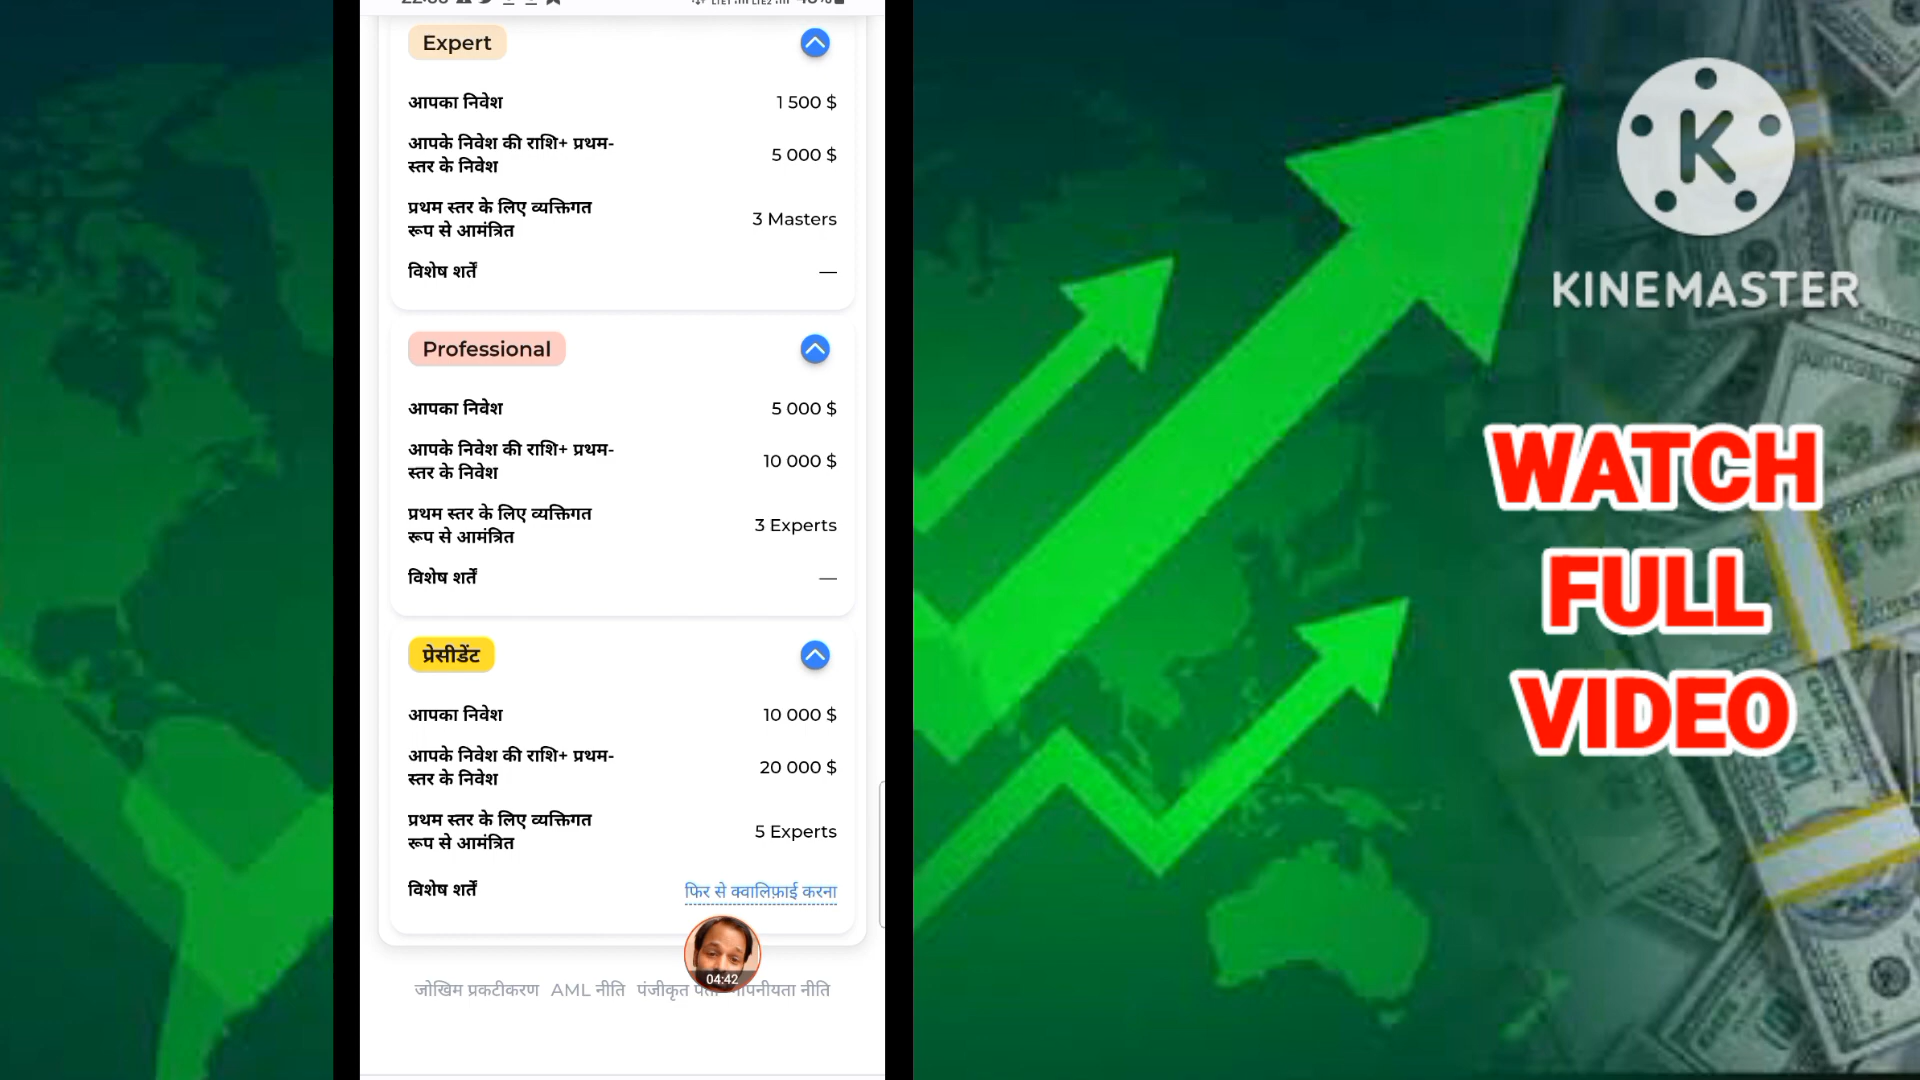 Expert
आपका निवेश
1 500 $
आपके निवेश की राशि+ प्रथम-
स्तर के निवेश
5 000 $
प्रथम स्तर के लिए व्यक्तिगत
रूप से आमंत्रित
3 Masters
विशेष शर्तें
—
Professional
आपका निवेश
5 000 $
आपके निवेश की राशि+ प्रथम-
स्तर के निवेश
10 000 $
प्रथम स्तर के लिए व्यक्तिगत
रूप से आमंत्रित
3 Experts
विशेष शर्तें
—
प्रेसीडेंट
आपका निवेश
10 000 $
आपके निवेश की राशि+ प्रथम-
स्तर के निवेश
20 000 $
प्रथम स्तर के लिए व्यक्तिगत
रूप से आमंत्रित
5 Experts
विशेष शर्तें
फिर से क्वालिफ़ाई करना
04:42
जोखिम प्रकटीकरण AML नीति पंजीकृत नीति
K
KINEMASTER
WATCH
FULL
VIDEO